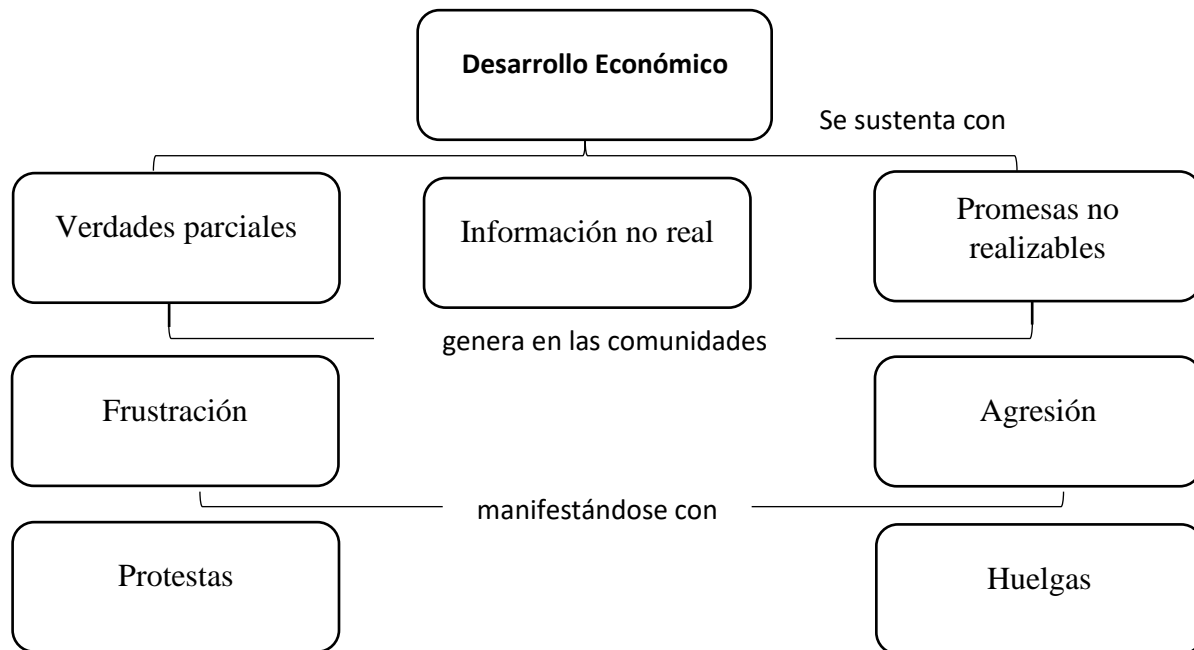 Desarrollo Económico
Se sustenta con
Verdades parciales
Información no real
Promesas no
realizables
genera en las comunidades
Frustración
Agresión
manifestándose con
Protestas
Huelgas